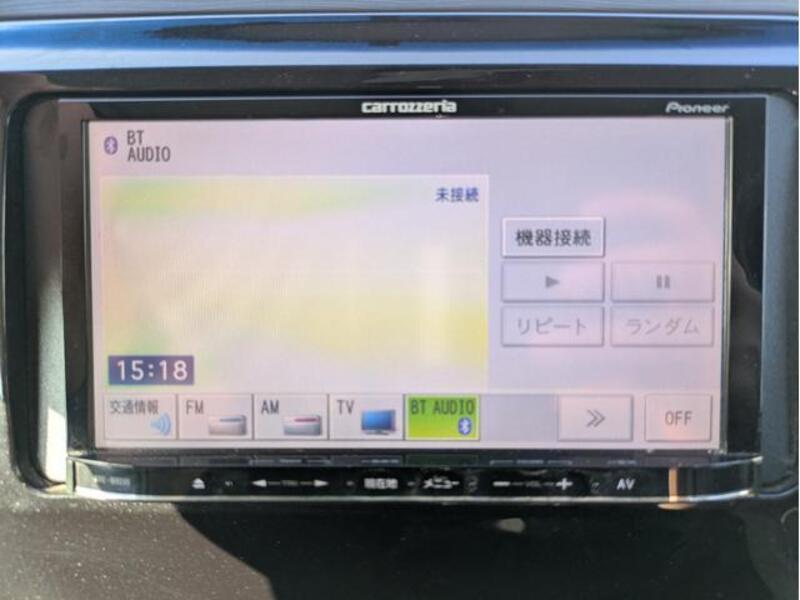 carrozzeria
Pioneer
BT
AUDIO
未接続
機器接続
リピート
ランダム
15:18
交通情報
FM
AM
TV
BT AUDIO
OFF
現在地
メニュー
VOL
AV